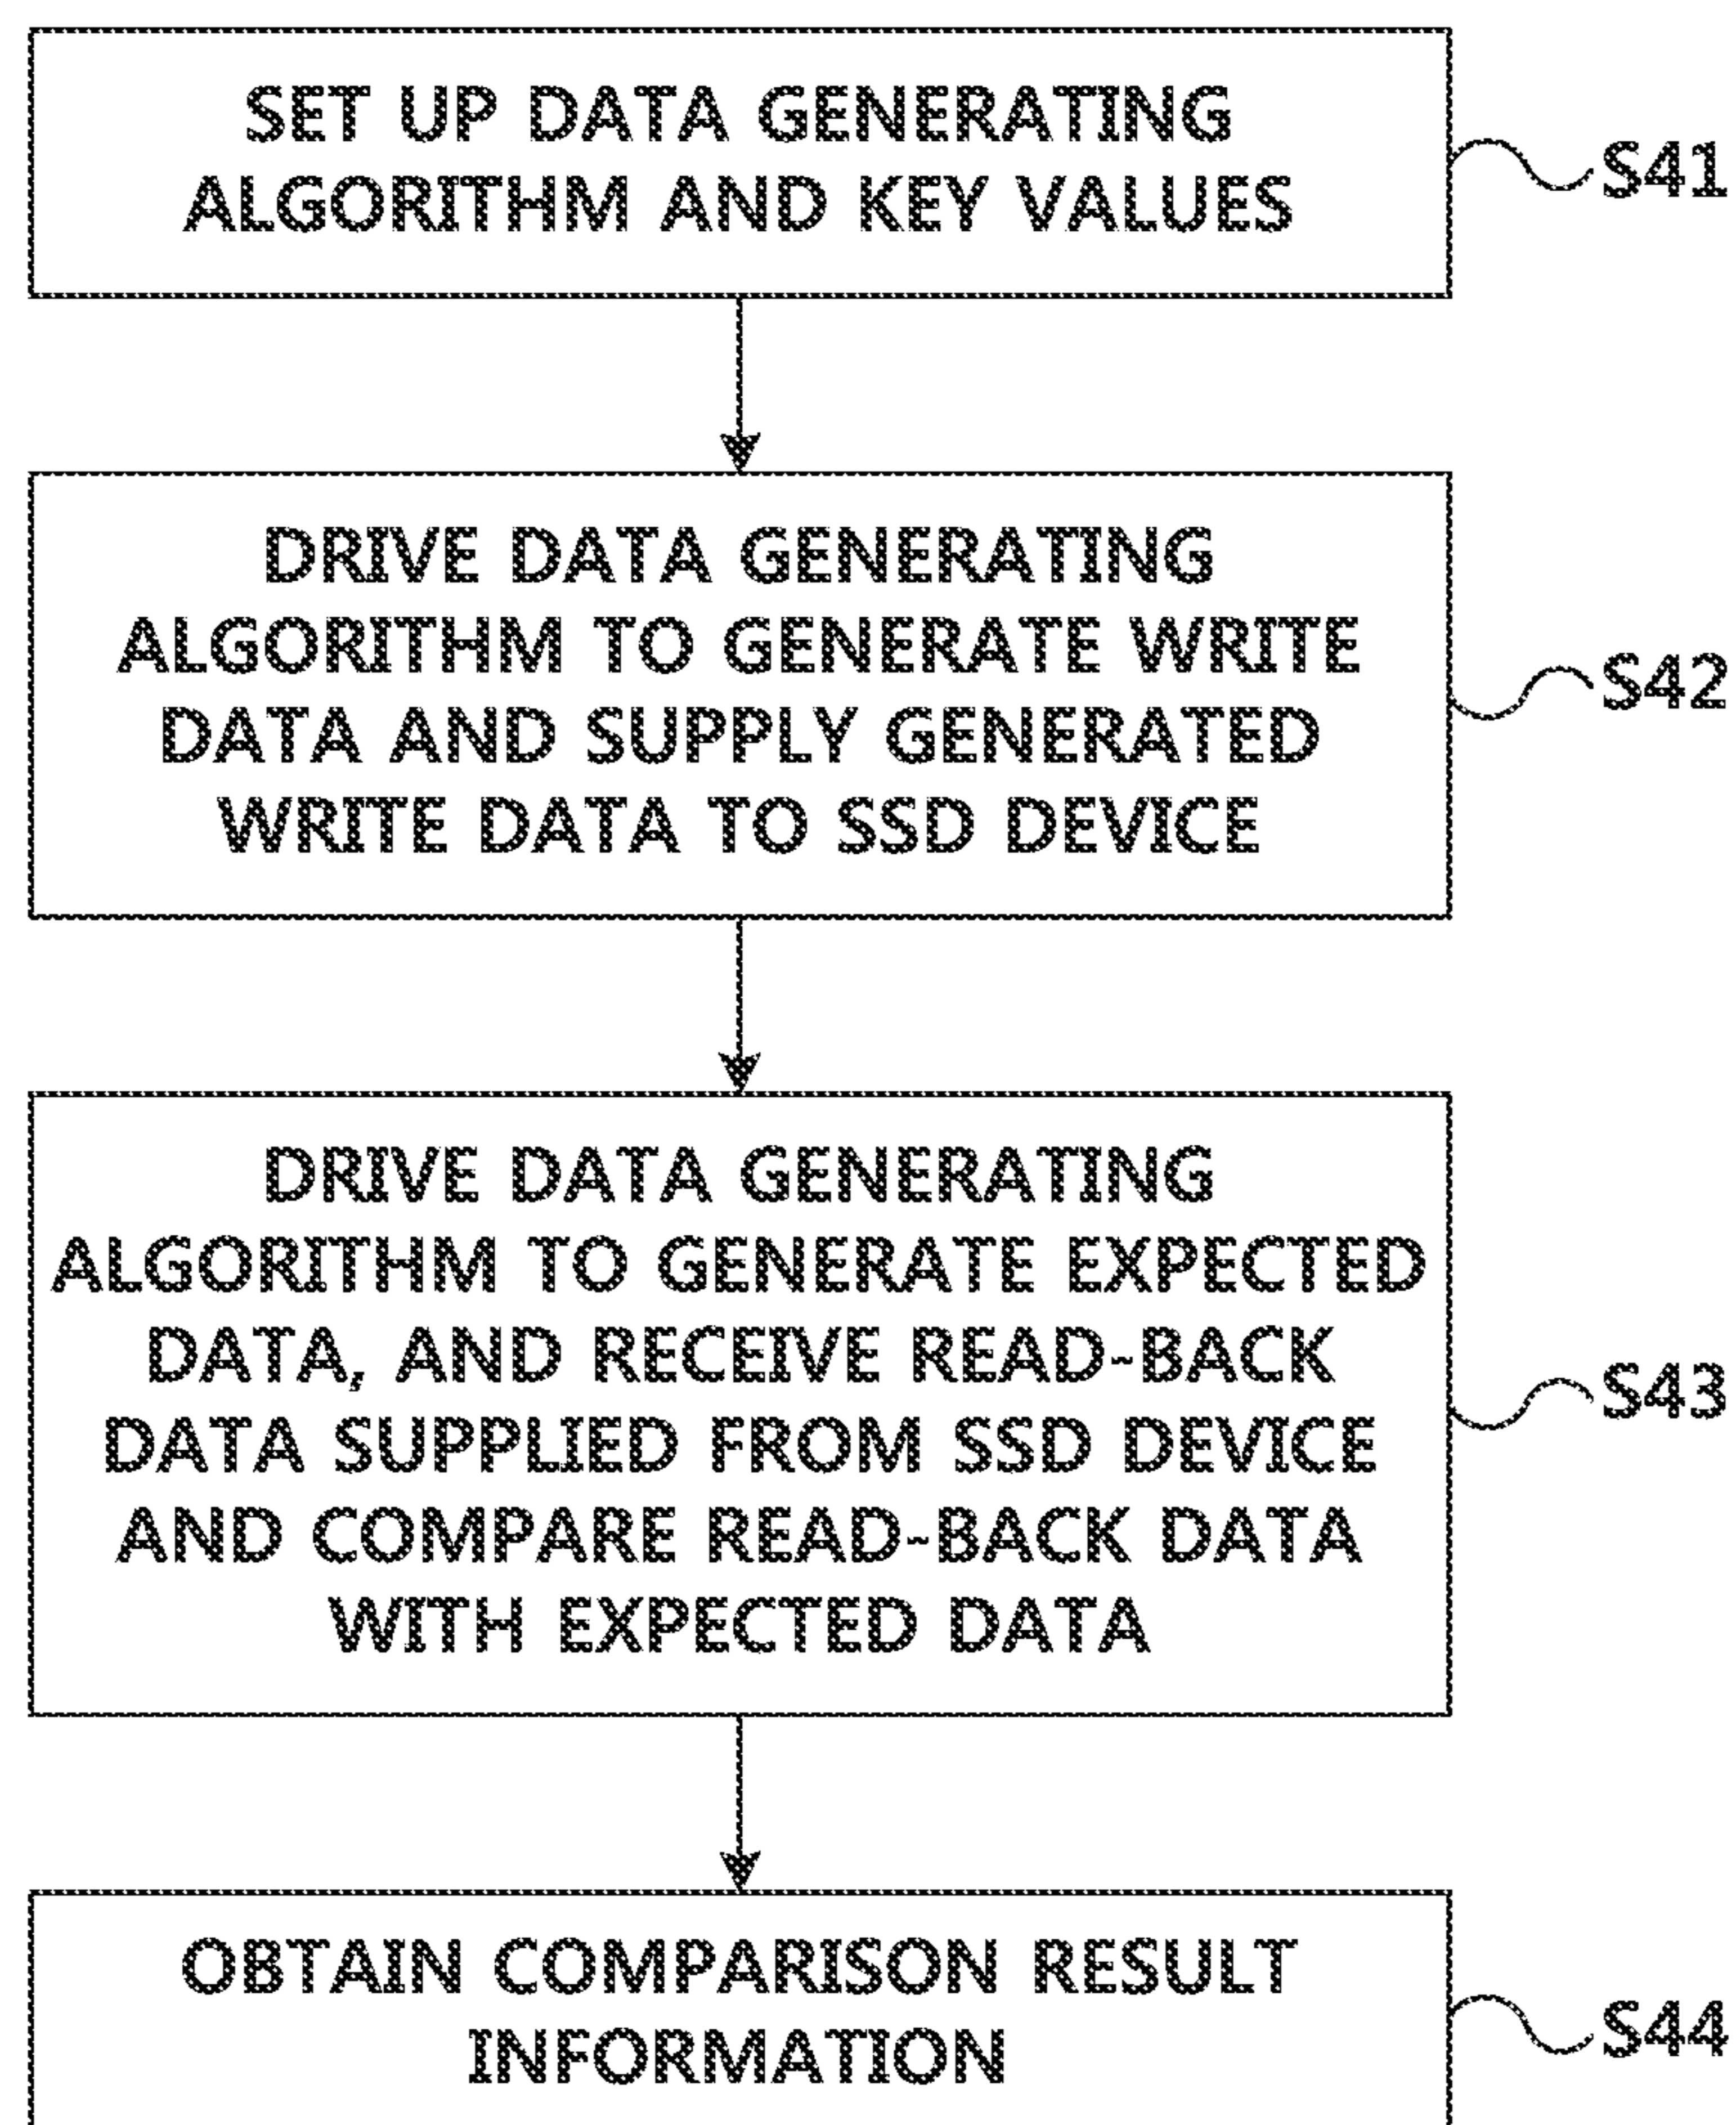 SET UP DATA GENERATING
ALGORITHM AND KEY VALUES
S41
DRIVE DATA GENERATING
ALGORITHM TO GENERATE WRITE
DATA AND SUPPLY GENERATED
WRITE DATA TO SSD DEVICE
S42
DRIVE DATA GENERATING
ALGORITHM TO GENERATE EXPECTED
DATA, AND RECEIVE READ-BACK
DATA SUPPLIED FROM SSD DEVICE
AND COMPARE READ-BACK DATA
WITH EXPECTED DATA
S43
OBTAIN COMPARISON RESULT
INFORMATION
S44